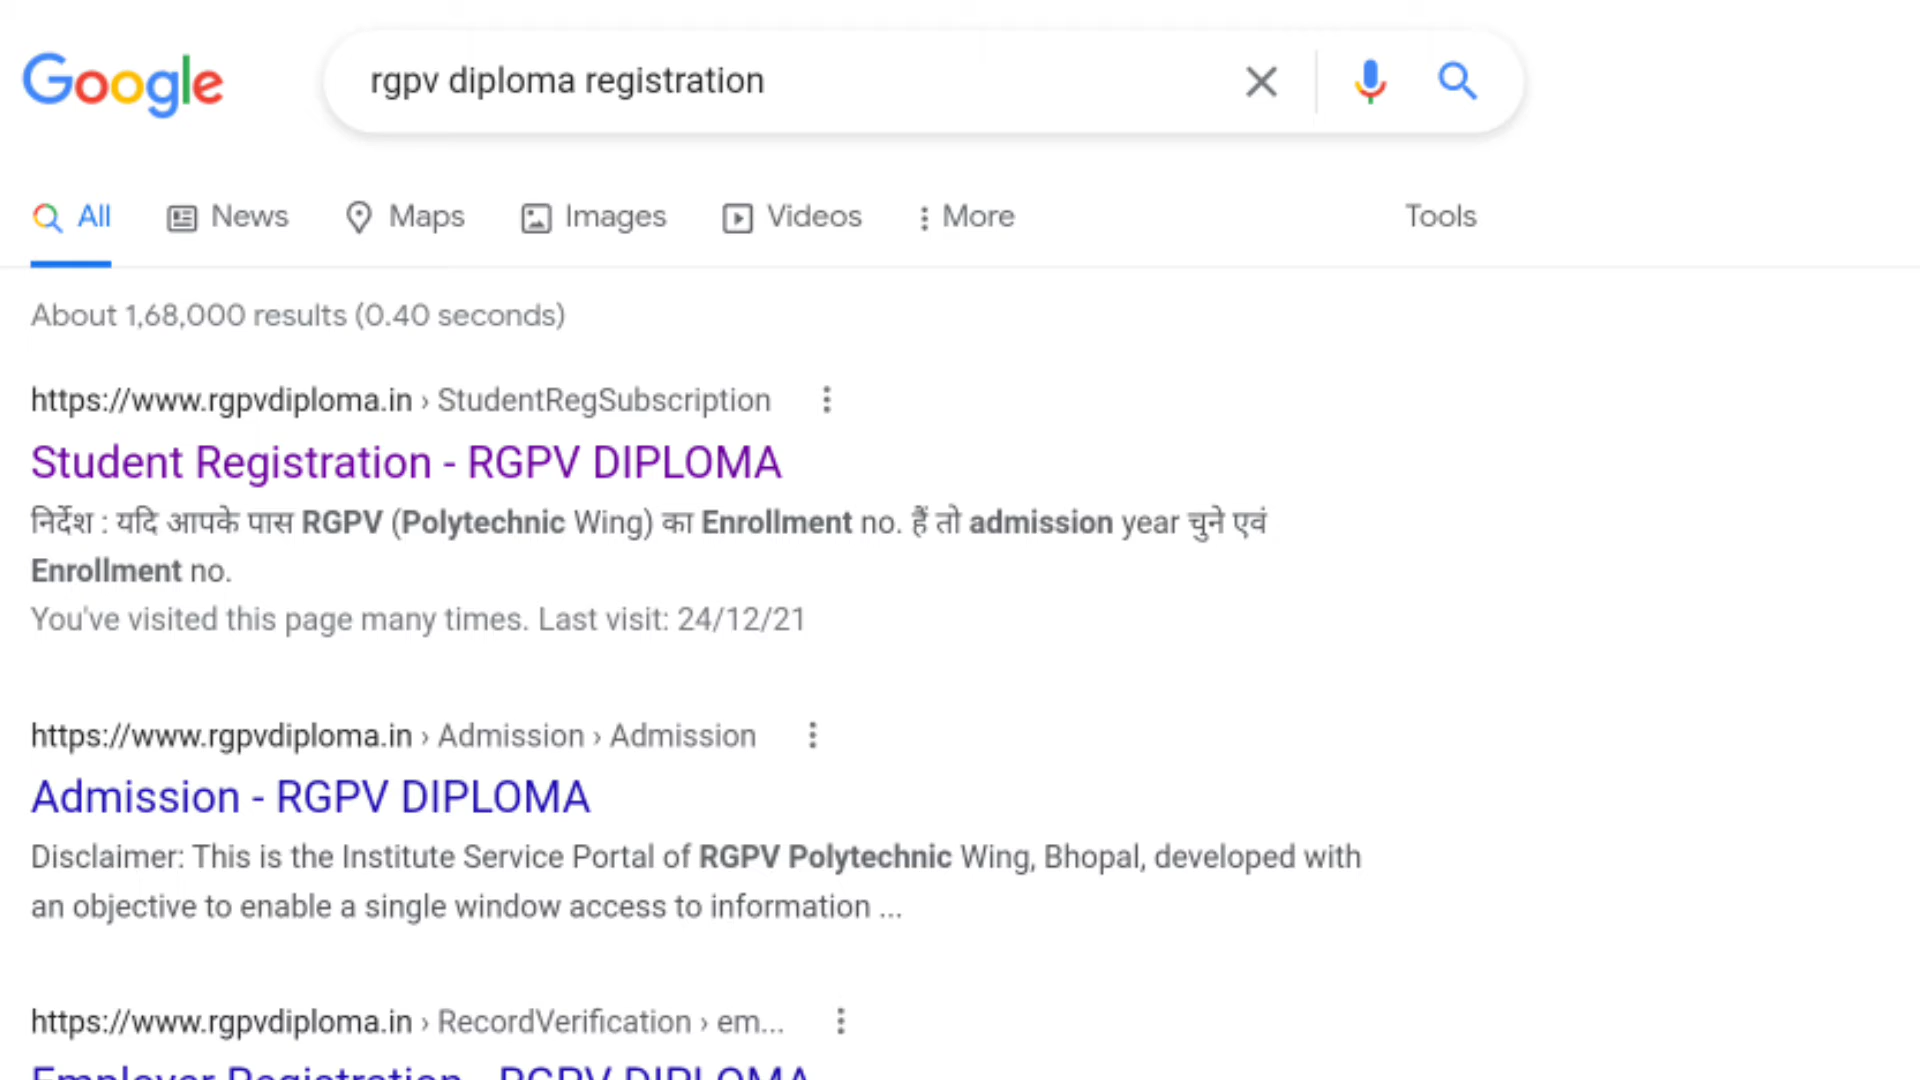 Google
rgpv diploma registration
All News Maps Images Videos More Tools
About 1,68,000 results (0.40 seconds)
https://www.rgpvdiploma.in › StudentRegSubscription
Student Registration - RGPV DIPLOMA
निर्देश : यदि आपके पास RGPV (Polytechnic Wing) का Enrollment no. हैं तो admission year चुने एवं
Enrollment no.
You've visited this page many times. Last visit: 24/12/21
https://www.rgpvdiploma.in › Admission › Admission
Admission - RGPV DIPLOMA
Disclaimer: This is the Institute Service Portal of RGPV Polytechnic Wing, Bhopal, developed with
an objective to enable a single window access to information ...
https://www.rgpvdiploma.in › RecordVerification › em...
Employer Registration - RGPV DIPLOMA